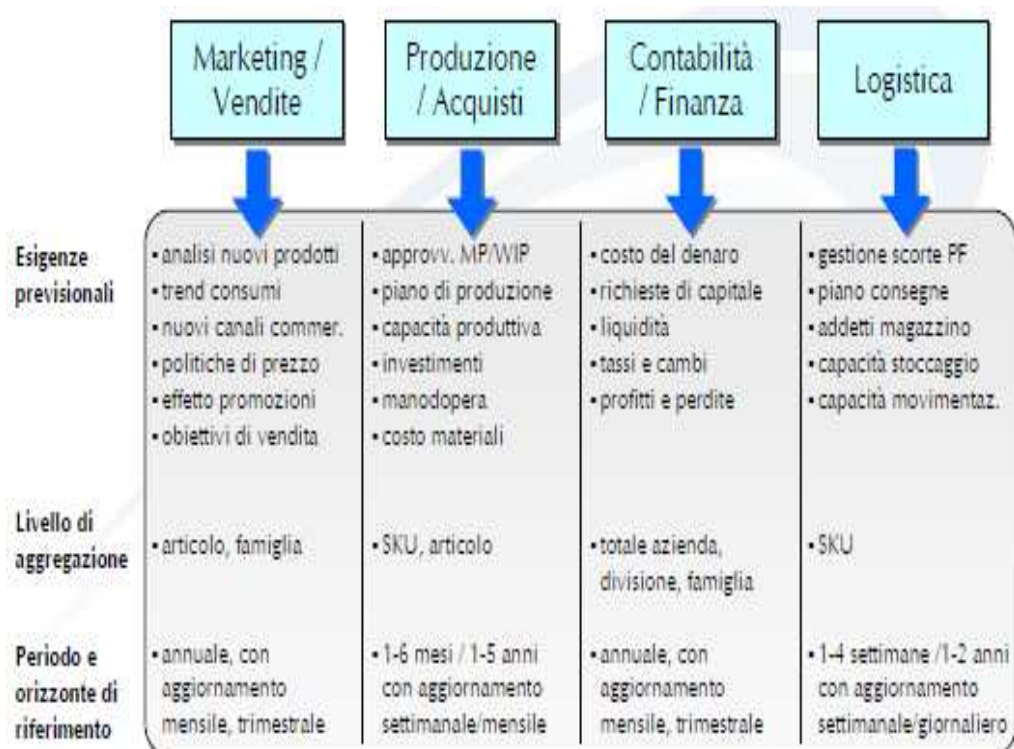 Marketing /
Vendite
Produzione
/ Acquisti
Contabilità
/ Finanza
Logistica
Esigenze
previsionali
• analisi nuovi prodotti
• trend consumi
• nuovi canali commer.
• politiche di prezzo
• effetto promozioni
• obiettivi di vendita
• approvv. MP/WIP
• piano di produzione
• capacità produttiva
• investimenti
• manodopera
• costo materiali
• costo del denaro
• richieste di capitale
• liquidità
• tassi e cambi
• profitti e perdite
• gestione scorte PF
• piano consegne
• addetti magazzino
• capacità stoccaggio
• capacità movimentaz.
Livello di
aggregazione
• articolo, famiglia
• SKU, articolo
• totale azienda,
divisione, famiglia
• SKU
Periodo e
orizzonte di
riferimento
• annuale, con
aggiornamento
mensile, trimestrale
• 1-6 mesi / 1-5 anni
con aggiornamento
settimanale/mensile
• annuale, con
aggiornamento
mensile, trimestrale
• 1-4 settimane /1-2 anni
con aggiornamento
settimanale/giornaliero